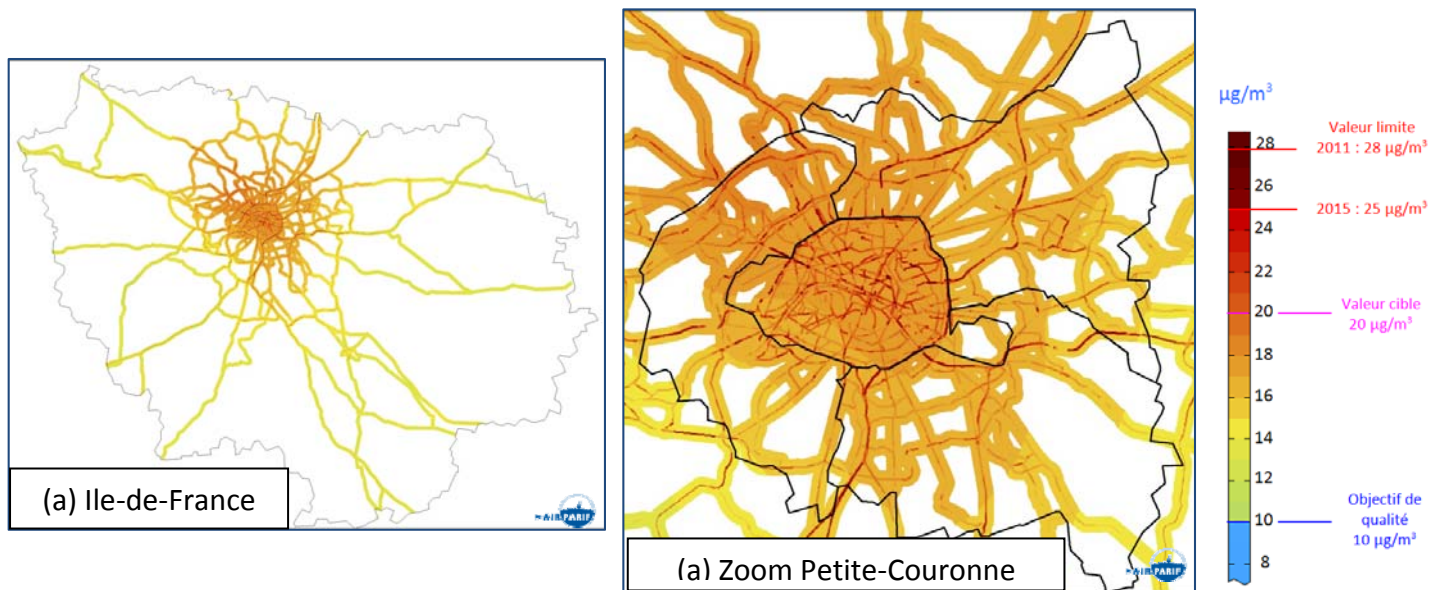 (a) Ile-de-France
AIRPARIF
(a) Zoom Petite-Couronne
AIRPARIF
µg/m³
28
26
24
22
20
18
16
14
12
10
8
Valeur limite
2011 : 28 µg/m³
2015 : 25 µg/m³
Valeur cible
20 µg/m³
Objectif de
qualité
10 µg/m³